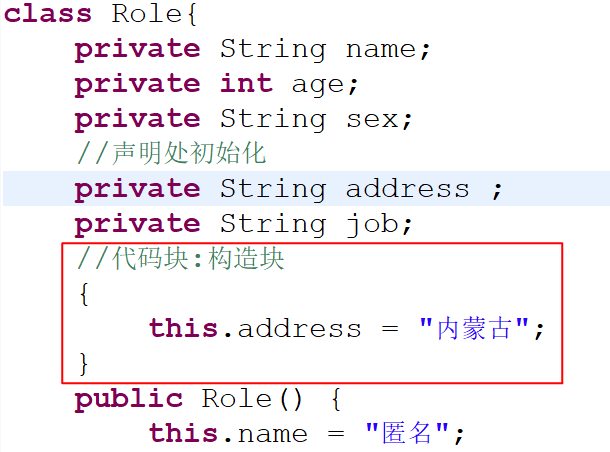 class Role{
private String name;
private int age;
private String sex;
//声明处初始化
private String address ;
private String job;
//代码块:构造块
{
this.address = "内蒙古";
}
public Role() {
this.name = "匿名";